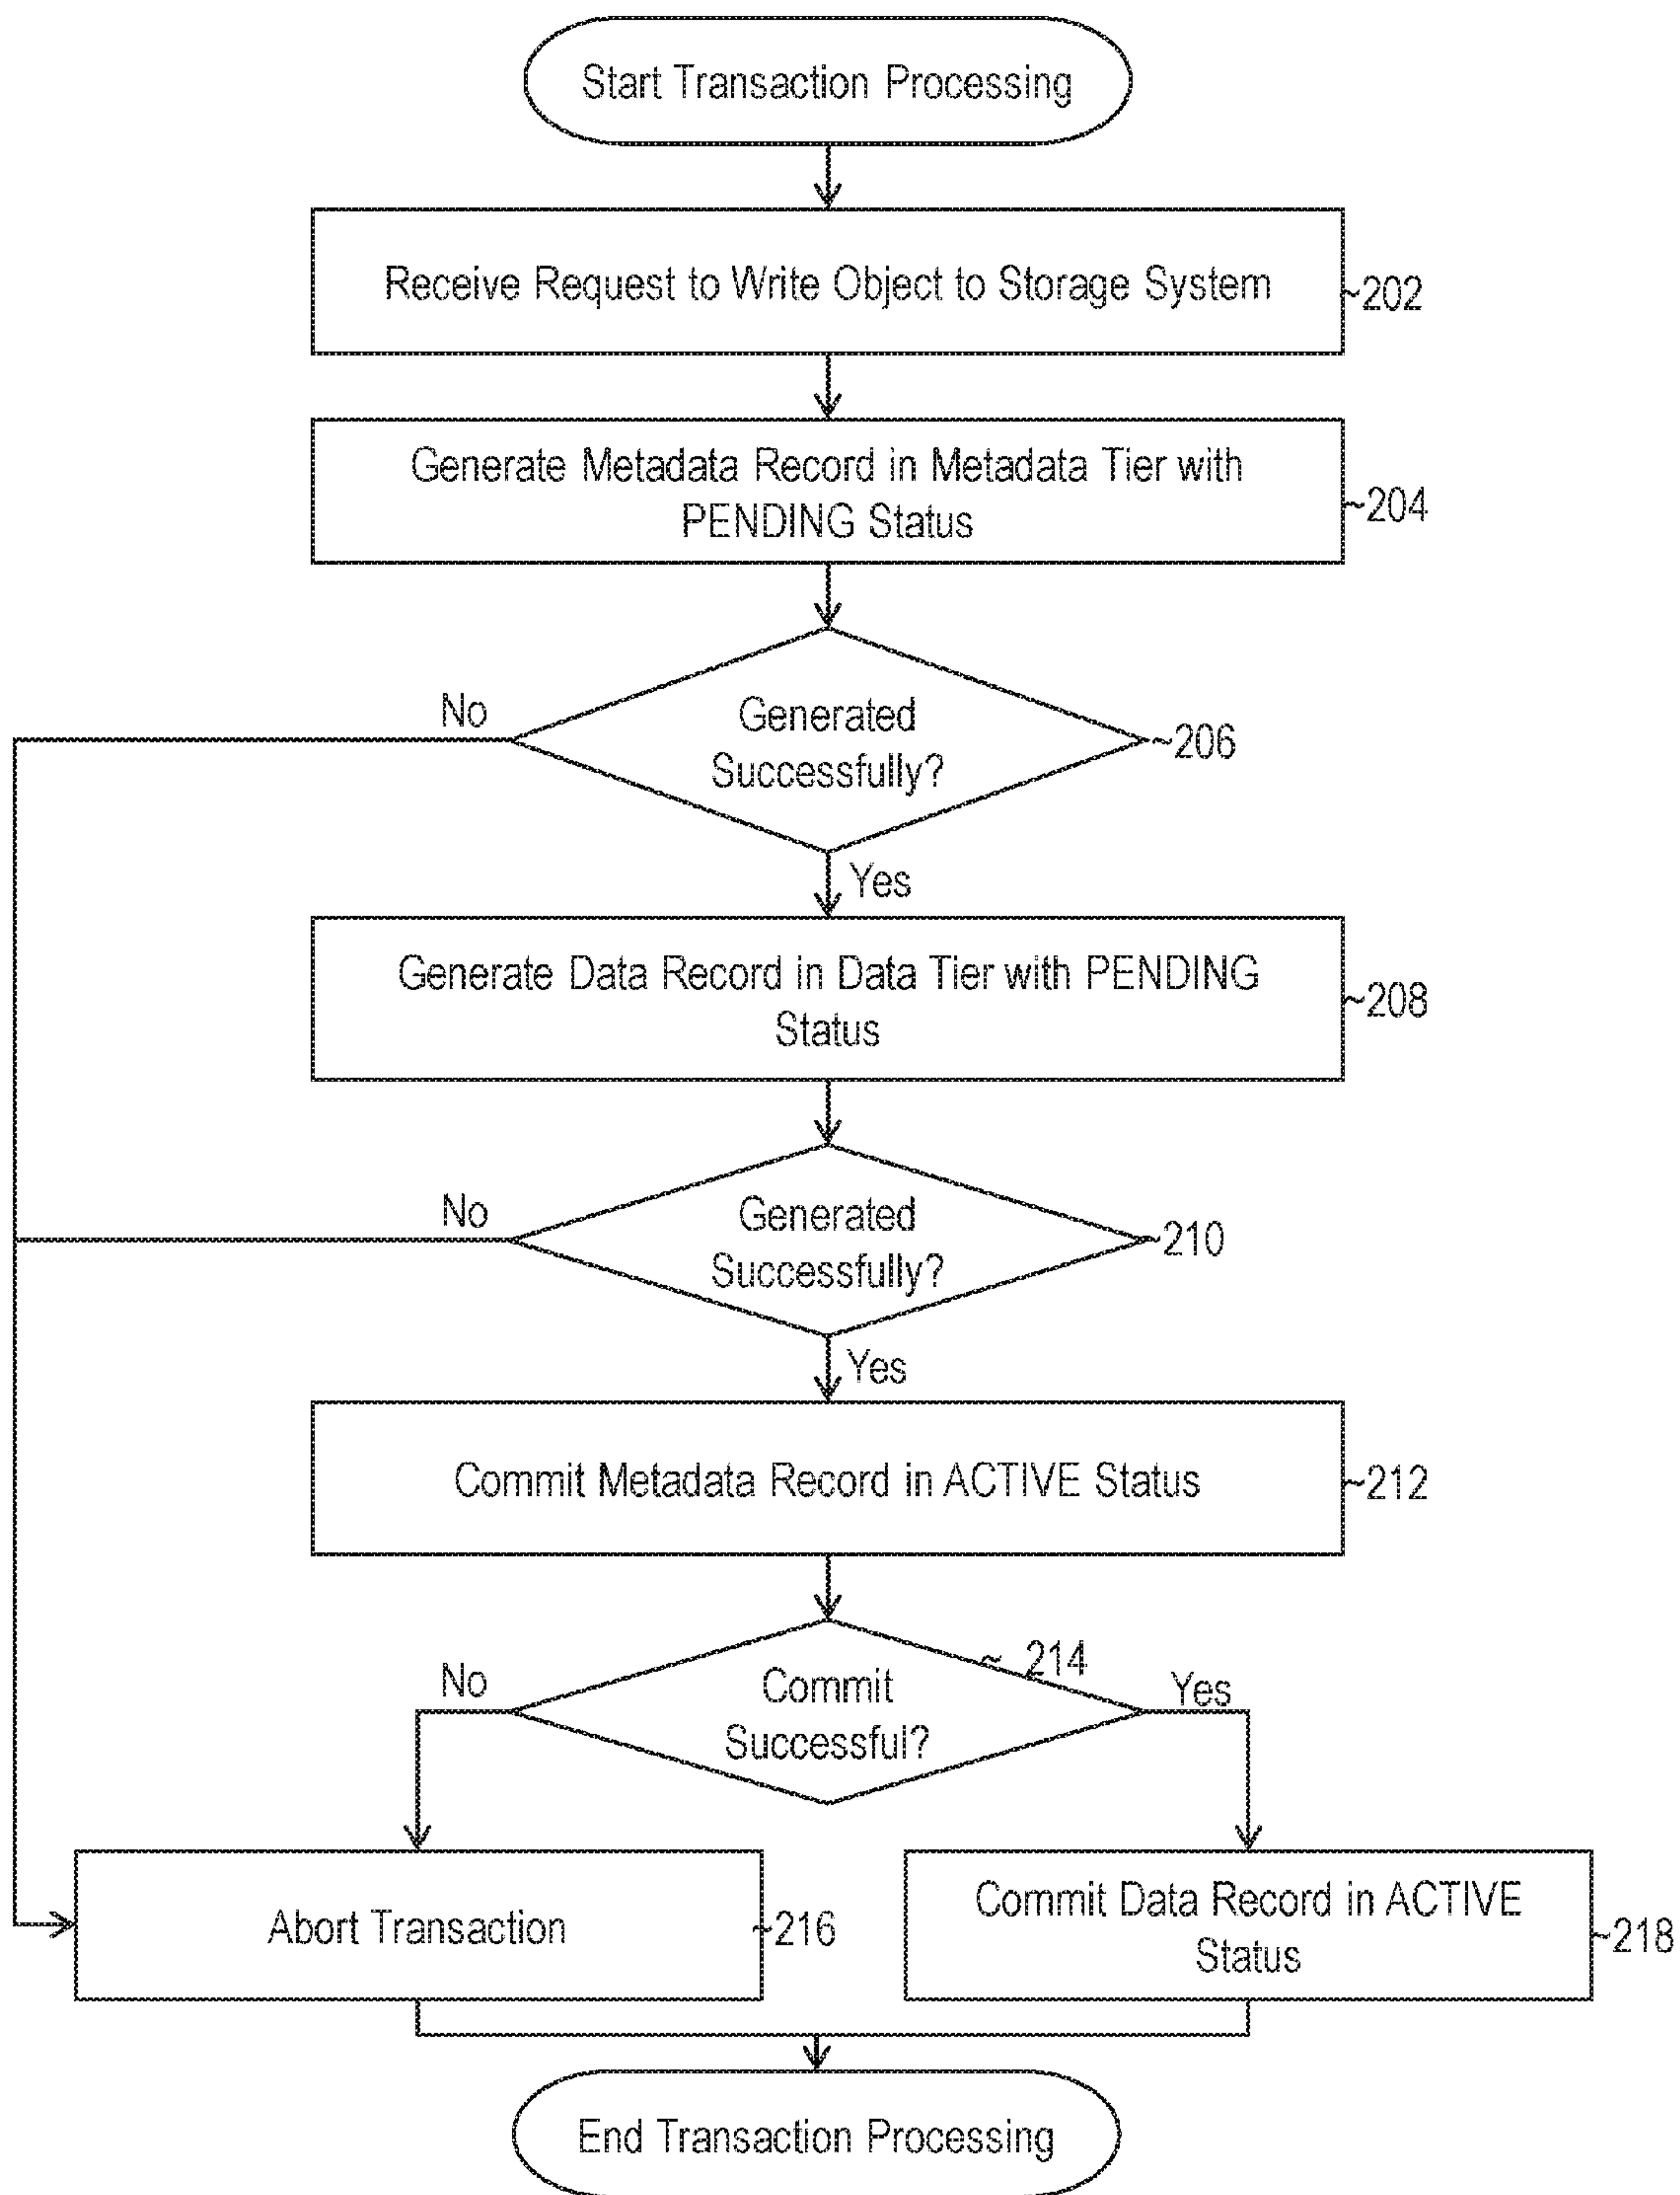 Start Transaction Processing
Receive Request to Write Object to Storage System
~202
Generate Metadata Record in Metadata Tier with
PENDING Status
~204
No
Generated
Successfully?
~206
Yes
Generate Data Record in Data Tier with PENDING
Status
~208
No
Generated
Successfully?
~210
Yes
Commit Metadata Record in ACTIVE Status
~212
~ 214
No
Commit
Successful?
Yes
Abort Transaction
~216
Commit Data Record in ACTIVE
Status
~218
End Transaction Processing